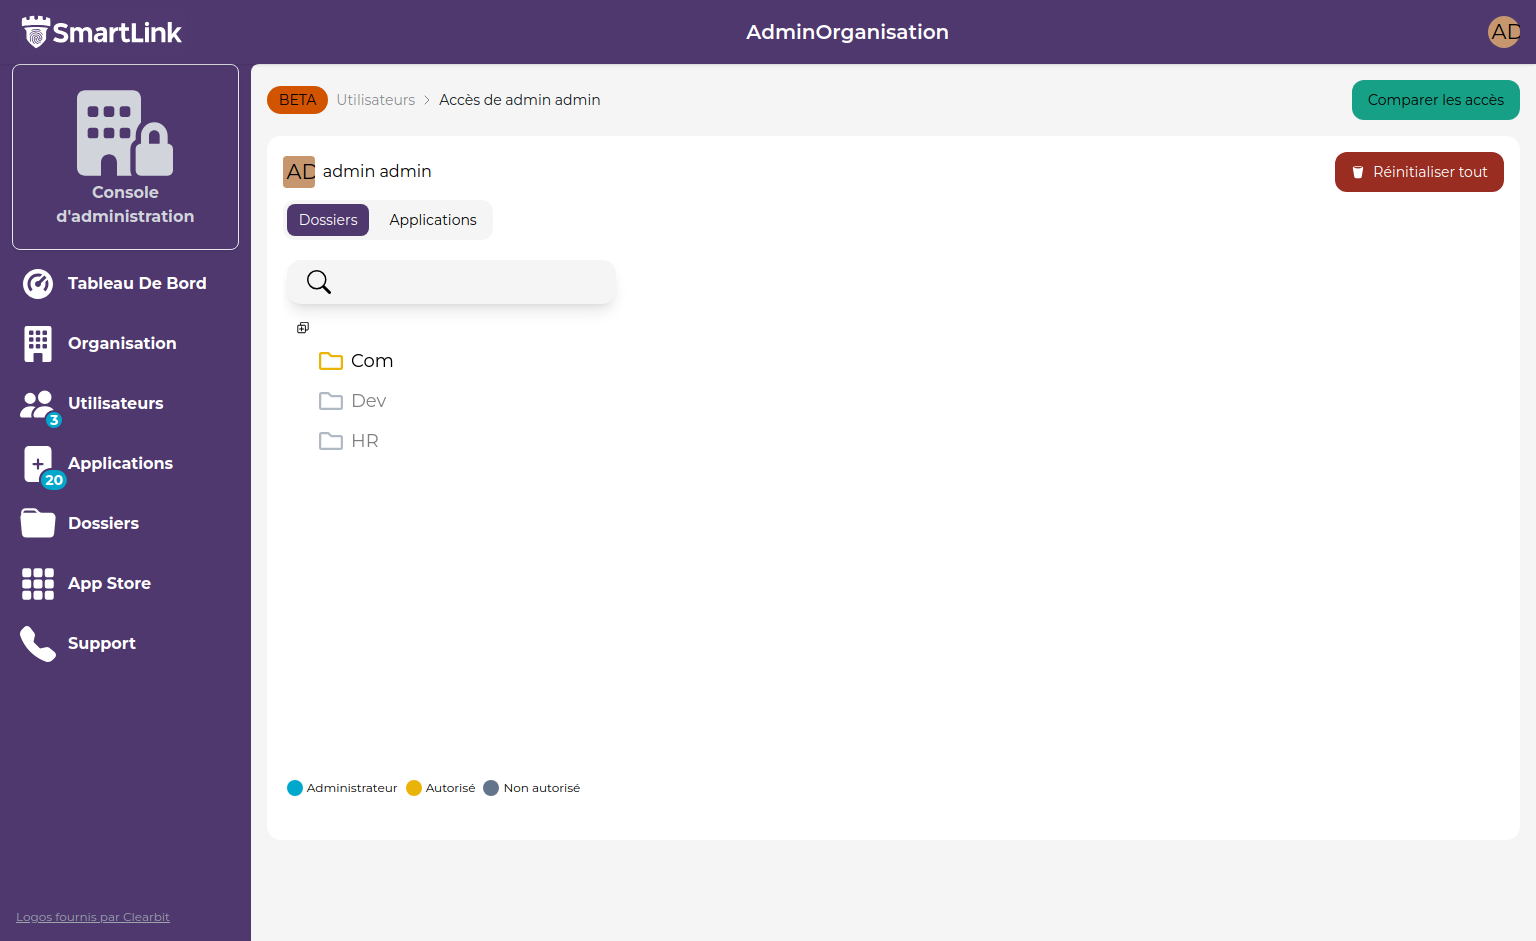 SmartLink
AdminOrganisation
AD
Console
d'administration
Tableau De Bord
Organisation
Utilisateurs
3
Applications
20
Dossiers
App Store
Support
Logos fournis par Clearbit
BETA Utilisateurs > Accès de admin admin
Comparer les accès
AD admin admin
Réinitialiser tout
Dossiers Applications
Com
Dev
HR
Administrateur Autorisé Non autorisé